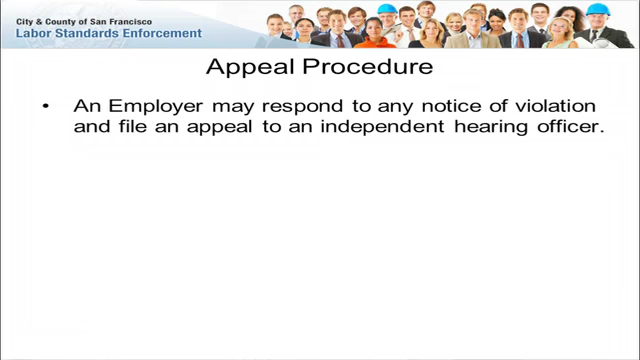 City & County of San Francisco
Labor Standards Enforcement
Appeal Procedure
• An Employer may respond to any notice of violation
and file an appeal to an independent hearing officer.